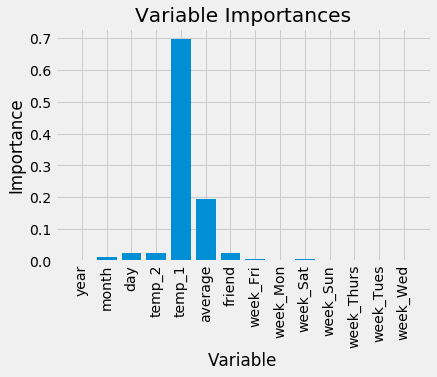 Variable Importances
0.7
0.6
0.5
0.4
0.3
0.2
0.1
0.0
Importance
year
month
day
temp_2
temp_1
average
friend
week_Fri
week_Mon
week_Sat
week_Sun
week_Thurs
week_Tues
week_Wed
Variable